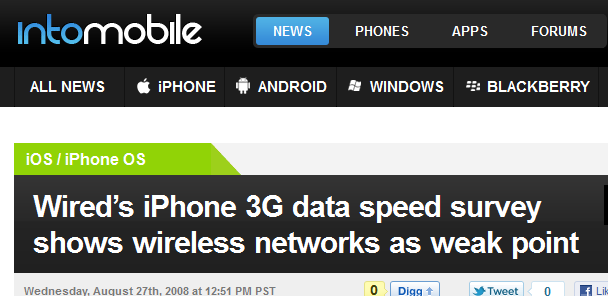 intomobile
NEWS PHONES APPS FORUMS
ALL NEWS iPHONE ANDROID WINDOWS BLACKBERRY
iOS / iPhone OS
Wired's iPhone 3G data speed survey
shows wireless networks as weak point
Wednesday, August 27th, 2008 at 12:51 PM PST 0 Digg Tweet 0 Lik